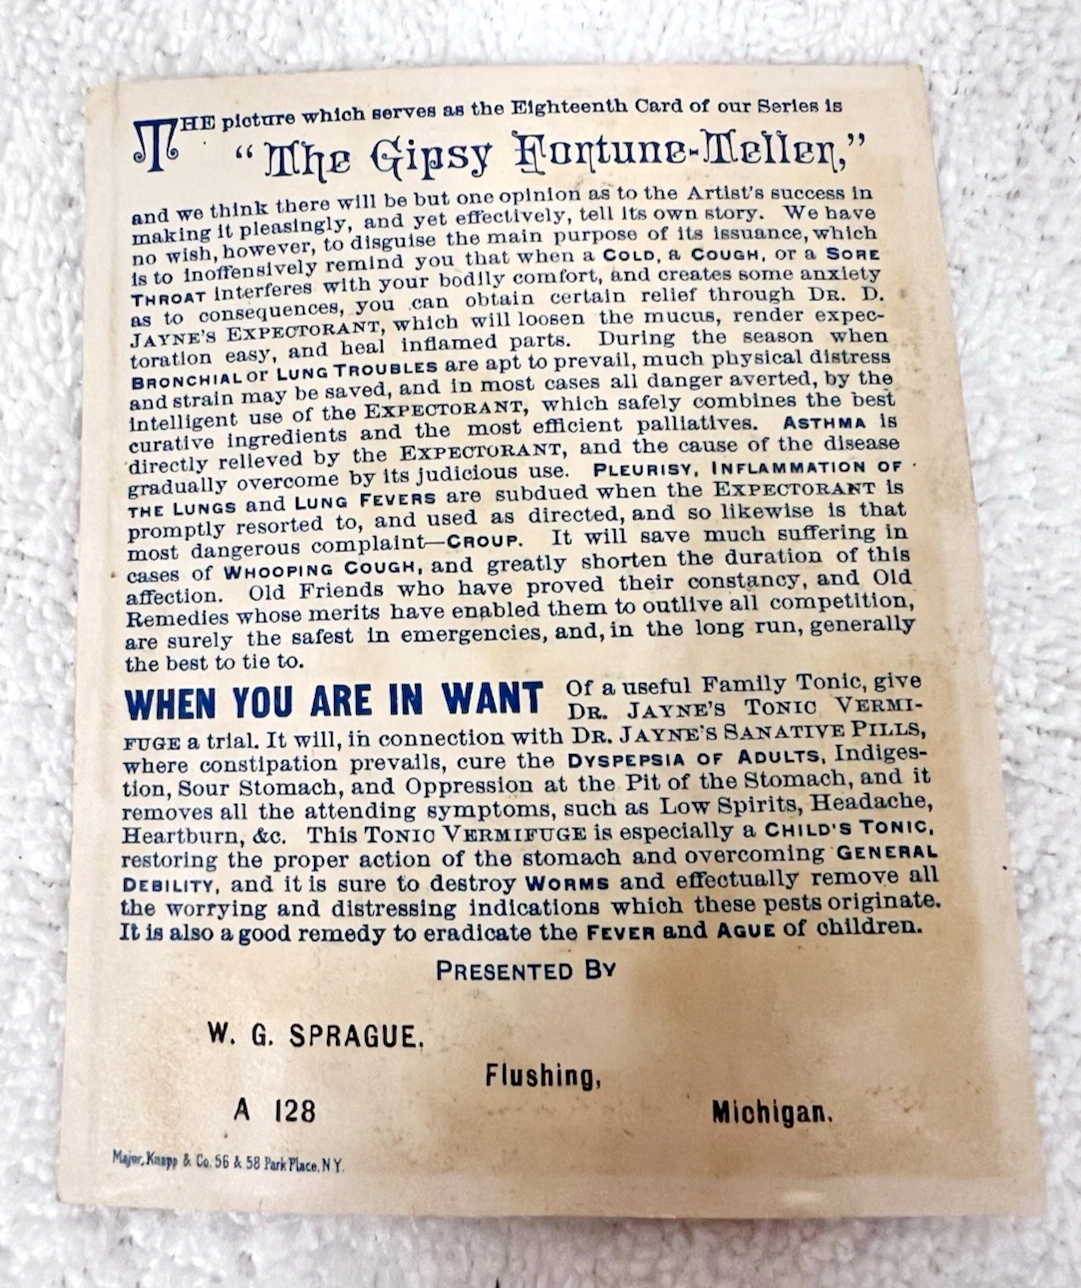 THE picture which serves as the Eighteenth Card of our Series is
"The Gipsy Fortune-Teller,"
and we think there will be but one opinion as to the Artist's success in
making it pleasingly, and yet effectively, tell its own story. We have
no wish, however, to disguise the main purpose of its issuance, which
is to inoffensively remind you that when a COLD, a COUGH, or a SORE
THROAT interferes with your bodily comfort, and creates some anxiety
as to consequences, you can obtain certain relief through DR. D.
JAYNE'S EXPECTORANT, which will loosen the mucus, render expec-
toration easy, and heal inflamed parts. During the season when
BRONCHIAL or LUNG TROUBLES are apt to prevail, much physical distress
and strain may be saved, and in most cases all danger averted, by the
intelligent use of the EXPECTORANT, which safely combines the best
curative ingredients and the most efficient palliatives. ASTHMA is
directly relieved by the EXPECTORANT, and the cause of the disease
gradually overcome by its judicious use. PLEURISY, INFLAMMATION OF
THE LUNGS and LUNG FEVERS are subdued when the EXPECTORANT is
promptly resorted to, and used as directed, and so likewise is that
most dangerous complaint—CROUP. It will save much suffering in
cases of WHOOPING COUGH, and greatly shorten the duration of this
affection. Old Friends who have proved their constancy, and Old
Remedies whose merits have enabled them to outlive all competition,
are surely the safest in emergencies, and, in the long run, generally
the best to tie to.
WHEN YOU ARE IN WANT Of a useful Family Tonic, give
DR. JAYNE'S TONIC VERMI-
FUGE a trial. It will, in connection with DR. JAYNE'S SANATIVE PILLS,
where constipation prevails, cure the DYSPEPSIA OF ADULTS, Indiges-
tion, Sour Stomach, and Oppression at the Pit of the Stomach, and it
removes all the attending symptoms, such as Low Spirits, Headache,
Heartburn, &c. This TONIC VERMIFUGE is especially a CHILD'S TONIC,
restoring the proper action of the stomach and overcoming GENERAL
DEBILITY, and it is sure to destroy WORMS and effectually remove all
the worrying and distressing indications which these pests originate.
It is also a good remedy to eradicate the FEVER and AGUE of children.
PRESENTED BY
W. G. SPRAGUE,
Flushing,
A 128 Michigan.
Major, Knapp & Co. 56 & 58 Park Place, N.Y.